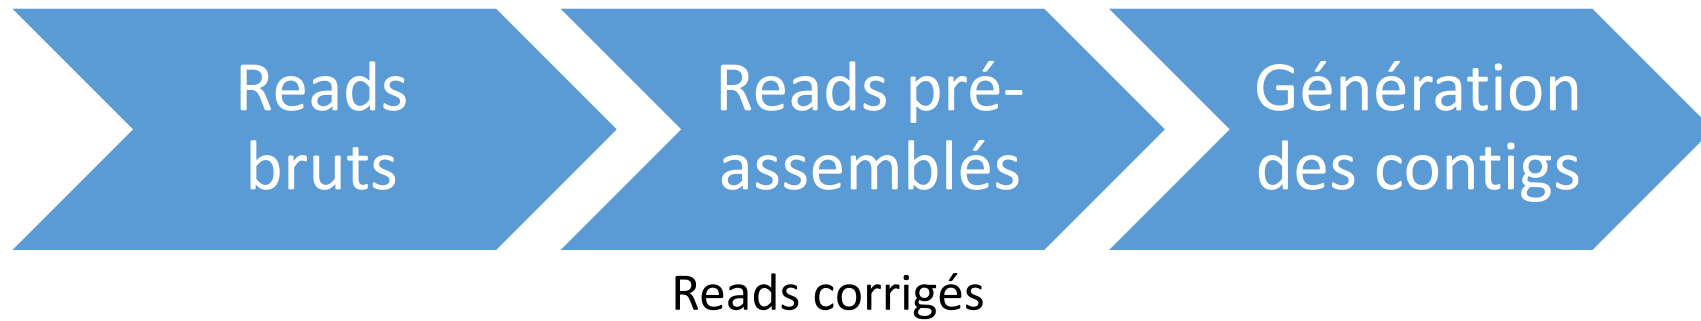 Reads
bruts
Reads pré-
assemblés
Génération
des contigs
Reads corrigés